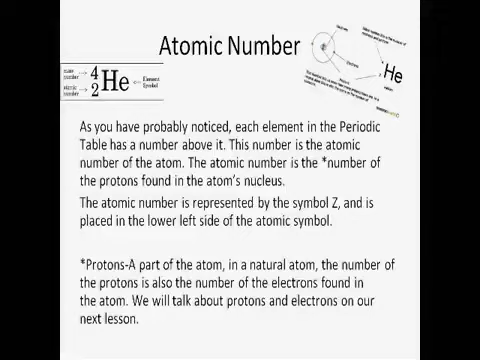 Atomic Number
mass
number
4
He
Element
Symbol
atomic
number
2
He
As you have probably noticed, each element in the Periodic
Table has a number above it. This number is the atomic
number of the atom. The atomic number is the *number of
the protons found in the atom's nucleus.
The atomic number is represented by the symbol Z, and is
placed in the lower left side of the atomic symbol.
*Protons-A part of the atom, in a natural atom, the number of
the protons is also the number of the electrons found in
the atom. We will talk about protons and electrons on our
next lesson.